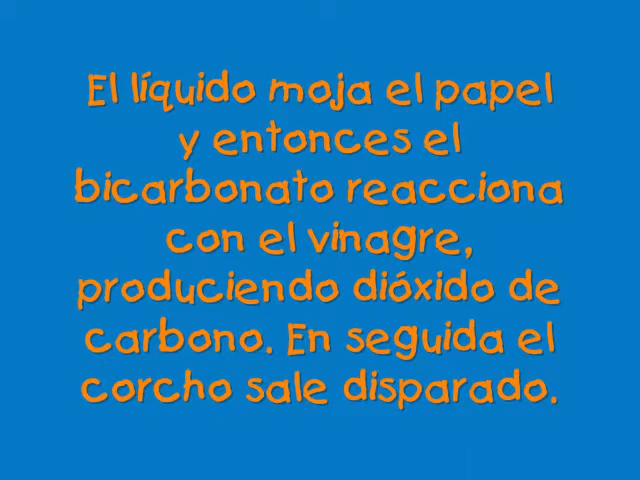 El líquido moja el papel
y entonces el
bicarbonato reacciona
con el vinagre,
produciendo dióxido de
carbono. En seguida el
corcho sale disparado.